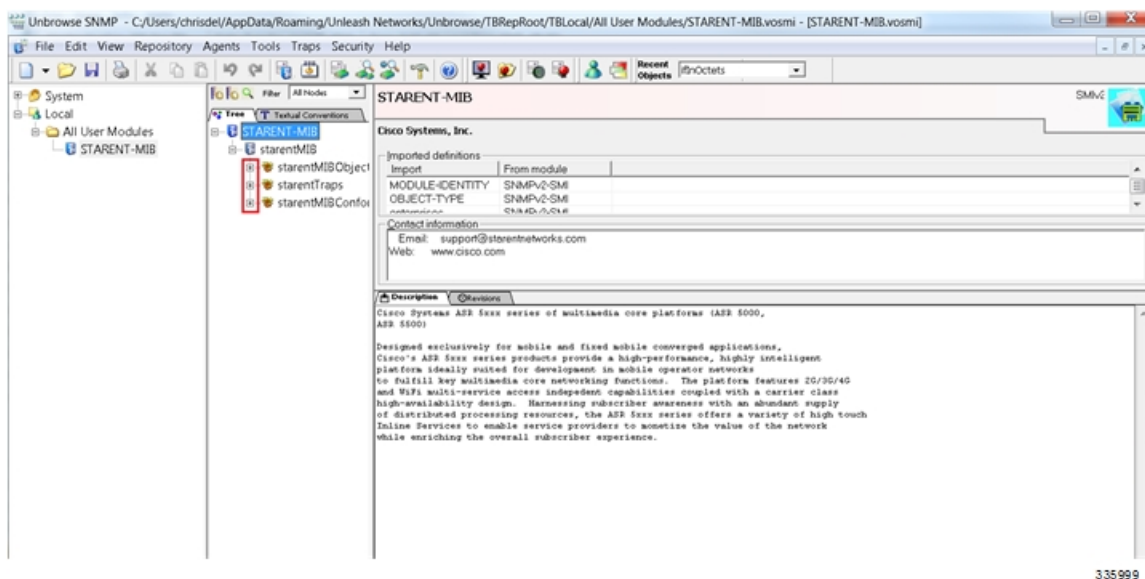 Unbrowse SNMP - C:/Users/chrisdel/AppData/Roaming/Unleash Networks/Unbrowse/TBRepRoot/TBLocal/All User Modules/STARENT-MIB.vosmi - [STARENT-MIB.vosmi]
File Edit View Repository Agents Tools Traps Security Help
Recent Objects ifInOctets
System
Local
All User Modules
STARENT-MIB
Filter All Nodes
Tree Textual Conventions
STARENT-MIB
starentMIB
starentMIBObject
starentTraps
starentMIBConfor
STARENT-MIB
SMIv2
Cisco Systems, Inc.
Imported definitions
Import From module
MODULE-IDENTITY SNMPv2-SMI
OBJECT-TYPE SNMPv2-SMI
enterprises SNMPv2-SMI
Contact information
Email: support@starentnetworks.com
Web: www.cisco.com
Description Revisions
Cisco Systems ASR 5xxx series of multimedia core platforms (ASR 5000,
ASR 5500)
Designed exclusively for mobile and fixed mobile converged applications,
Cisco's ASR 5xxx series products provide a high-performance, highly intelligent
platform ideally suited for development in mobile operator networks
to fulfill key multimedia core networking functions. The platform features 2G/3G/4G
and WiFi multi-service access indepedent capabilities coupled with a carrier class
high-availability design. Harnessing subscriber awareness with an abundant supply
of distributed processing resources, the ASR 5xxx series offers a variety of high touch
Inline Services to enable service providers to monetize the value of the network
while enriching the overall subscriber experience.
335999